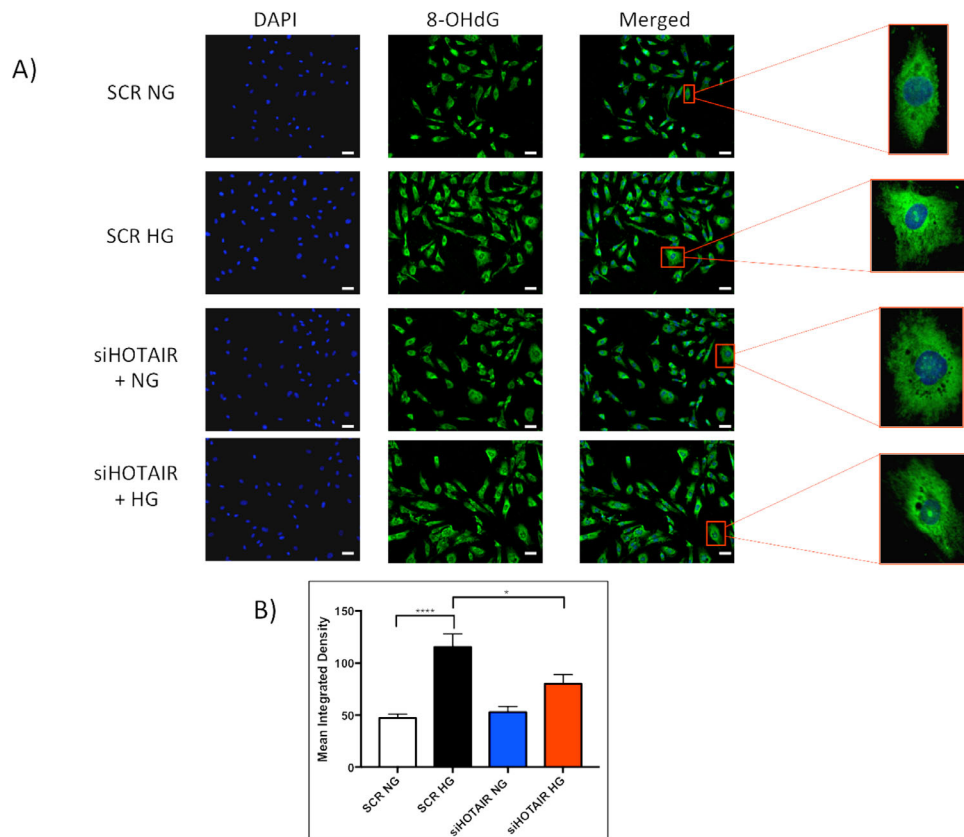 DAPI 8-OHdG Merged
A)
SCR NG
SCR HG
siHOTAIR
+ NG
siHOTAIR
+ HG
B)
Mean Integrated Density
150
100
50
0
****
*
SCR NG
SCR HG
siHOTAIR NG
siHOTAIR HG